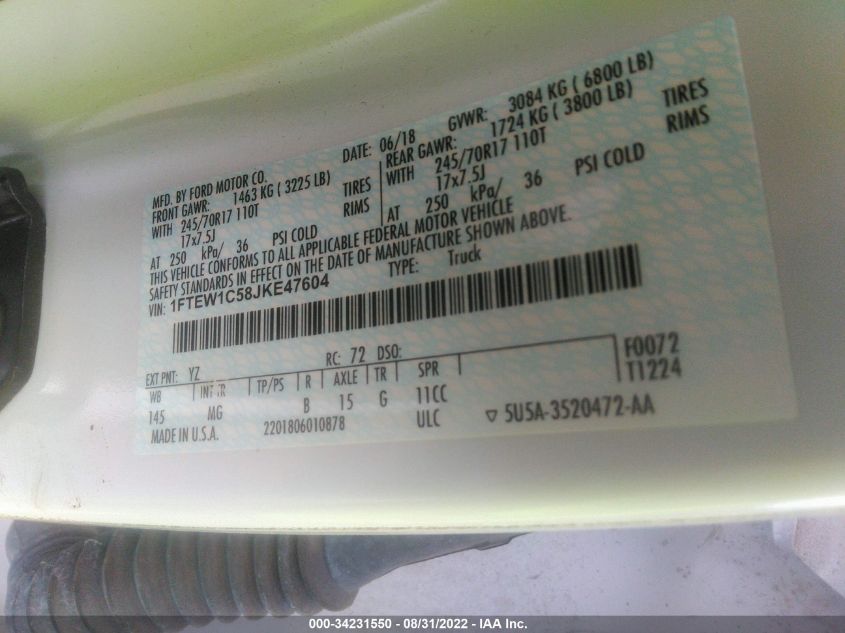 MFD. BY FORD MOTOR CO. DATE: 06/18 GVWR: 3084 KG ( 6800 LB)
FRONT GAWR: 1463 KG ( 3225 LB) REAR GAWR: 1724 KG ( 3800 LB)
WITH 245/70R17 110T TIRES WITH 245/70R17 110T TIRES
17x7.5J RIMS 17x7.5J RIMS
AT 250 kPa/ 36 PSI COLD AT 250 kPa/ 36 PSI COLD
THIS VEHICLE CONFORMS TO ALL APPLICABLE FEDERAL MOTOR VEHICLE
SAFETY STANDARDS IN EFFECT ON THE DATE OF MANUFACTURE SHOWN ABOVE.
VIN: 1FTEW1C58JKE47604 TYPE: Truck
EXT PNT: YZ RC: 72 DSO:
WB INT TR TP/PS R AXLE TR SPR F0072
145 MG B 15 G 11CC T1224
MADE IN U.S.A. 2201806010878 ULC ▽ 5U5A-3520472-AA
000-34231550 - 08/31/2022 - IAA Inc.